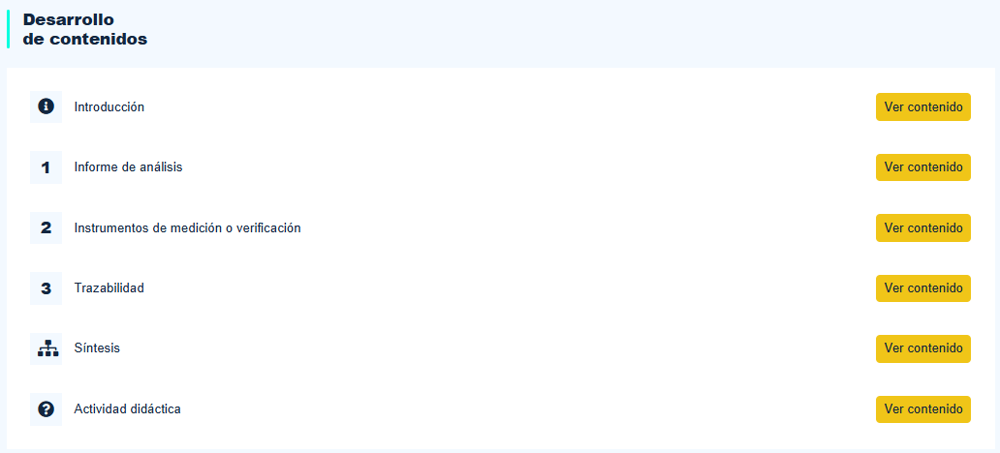 Desarrollo
de contenidos
Introducción Ver contenido
1 Informe de análisis Ver contenido
2 Instrumentos de medición o verificación Ver contenido
3 Trazabilidad Ver contenido
Síntesis Ver contenido
Actividad didáctica Ver contenido